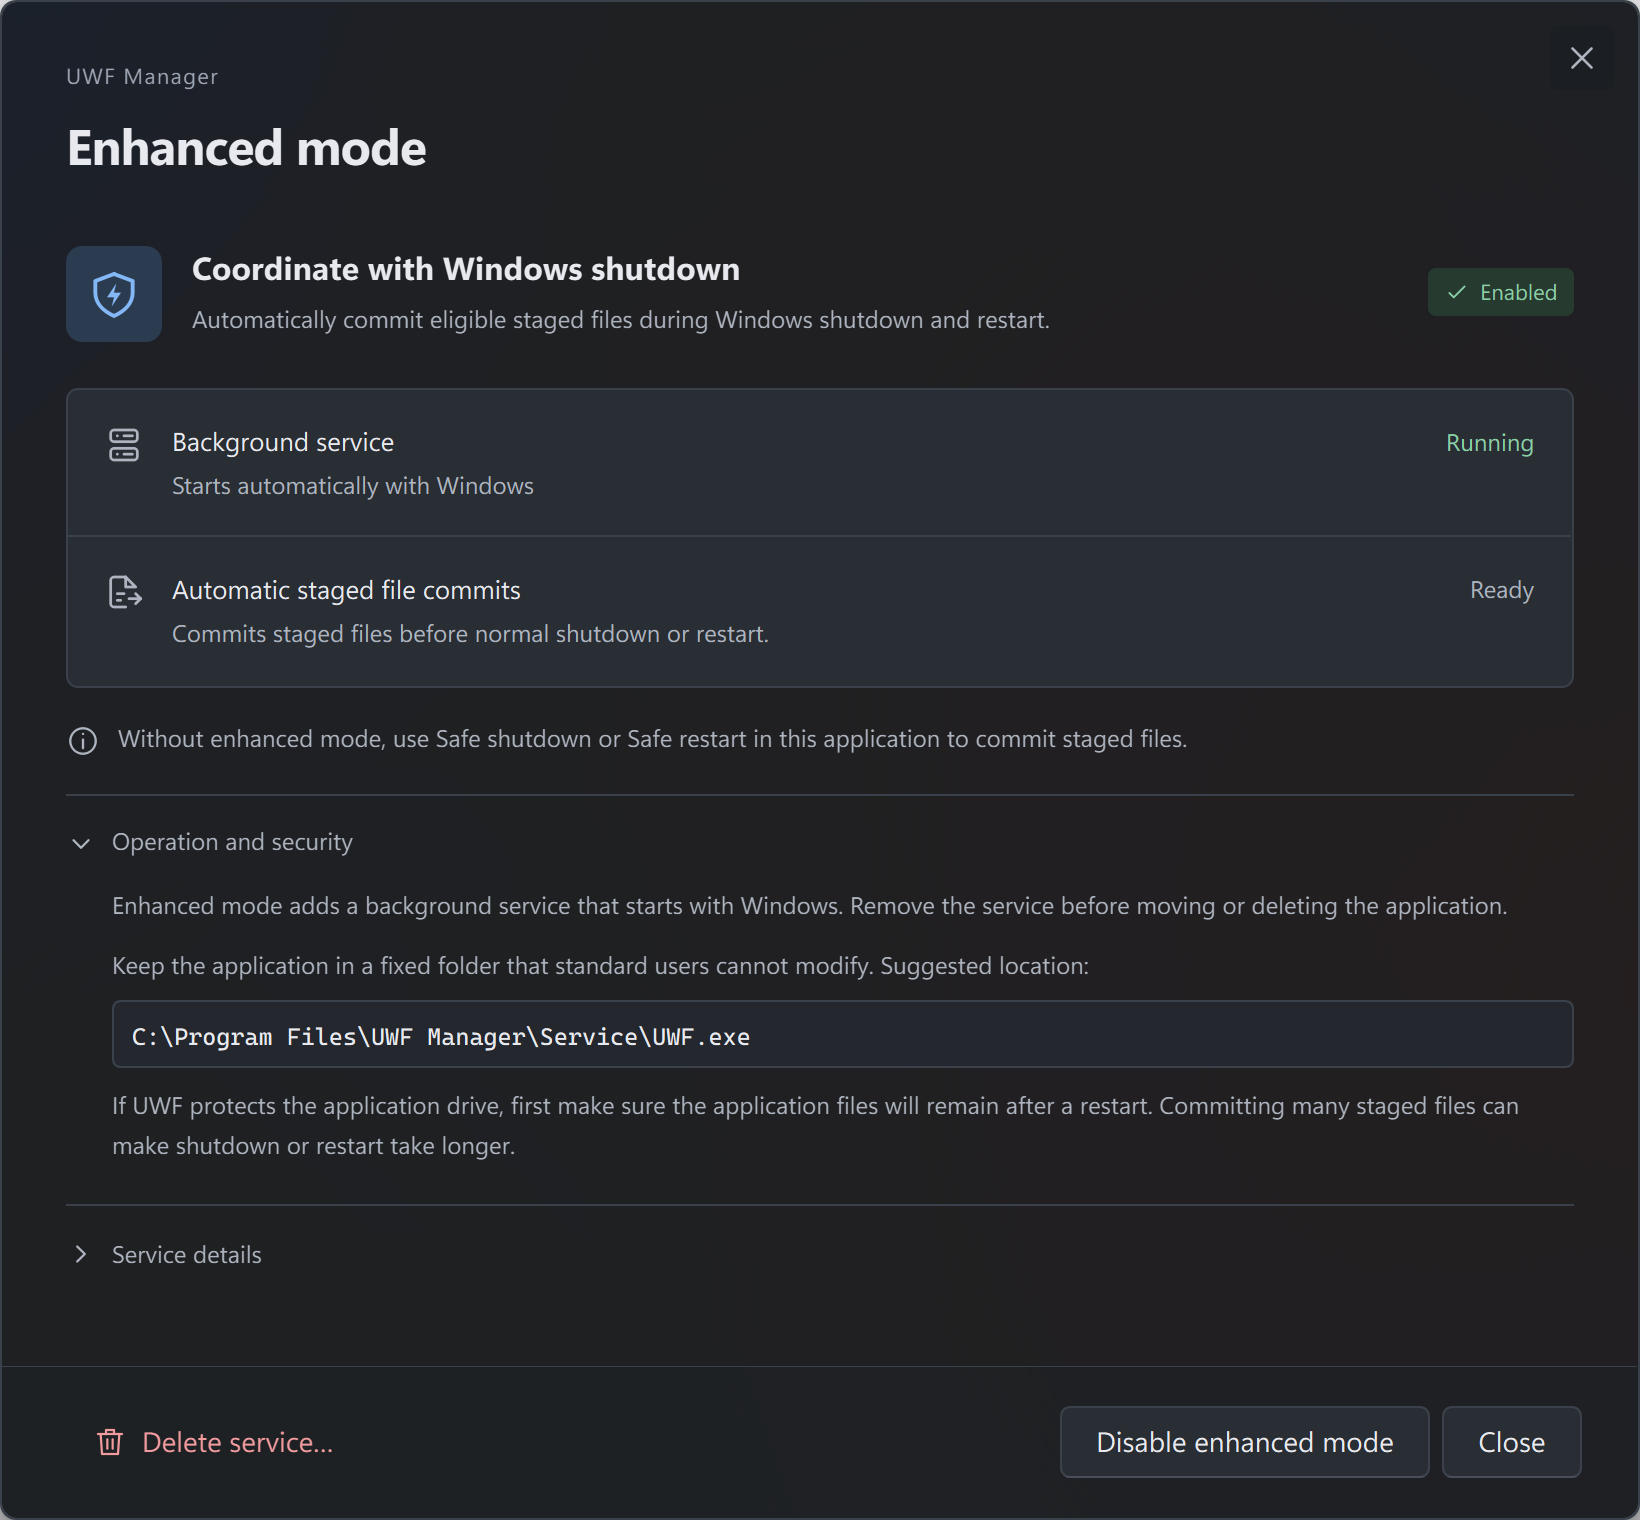 UWF Manager
Enhanced mode
Coordinate with Windows shutdown
Automatically commit eligible staged files during Windows shutdown and restart.
Enabled
Background service
Running
Starts automatically with Windows
Automatic staged file commits
Ready
Commits staged files before normal shutdown or restart.
Without enhanced mode, use Safe shutdown or Safe restart in this application to commit staged files.
Operation and security
Enhanced mode adds a background service that starts with Windows. Remove the service before moving or deleting the application.
Keep the application in a fixed folder that standard users cannot modify. Suggested location:
C:\Program Files\UWF Manager\Service\UWF.exe
If UWF protects the application drive, first make sure the application files will remain after a restart. Committing many staged files can
make shutdown or restart take longer.
Service details
Delete service...
Disable enhanced mode
Close